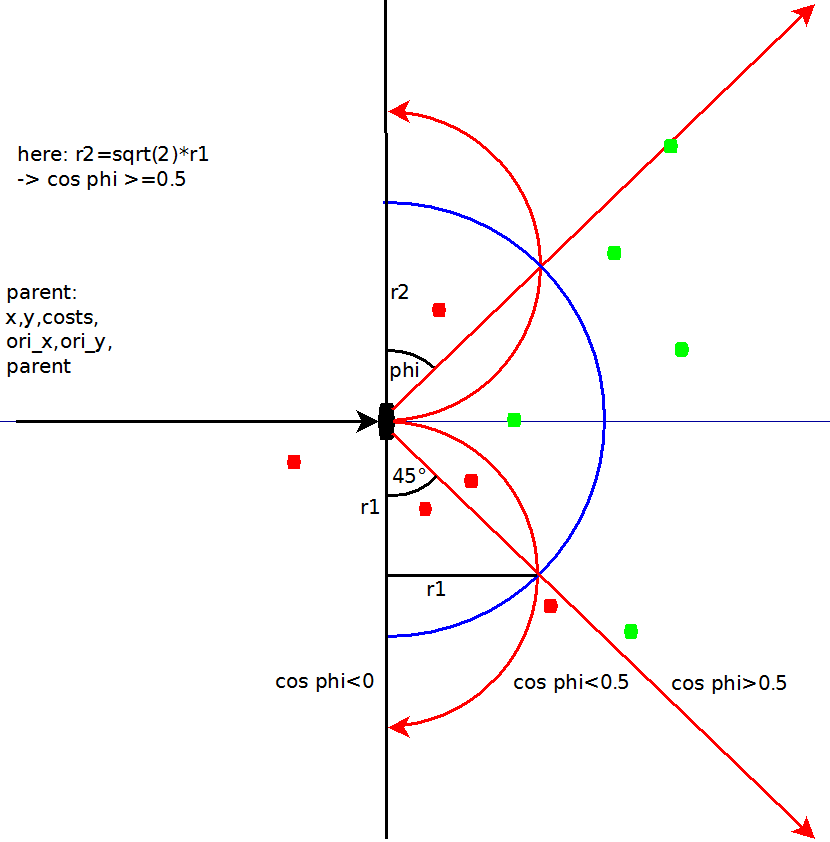 here: r2=sqrt(2)*r1
-> cos phi >=0.5
parent:
x,y,costs,
ori_x,ori_y,
parent
r2
phi
45°
r1
r1
cos phi<0
cos phi<0.5
cos phi>0.5